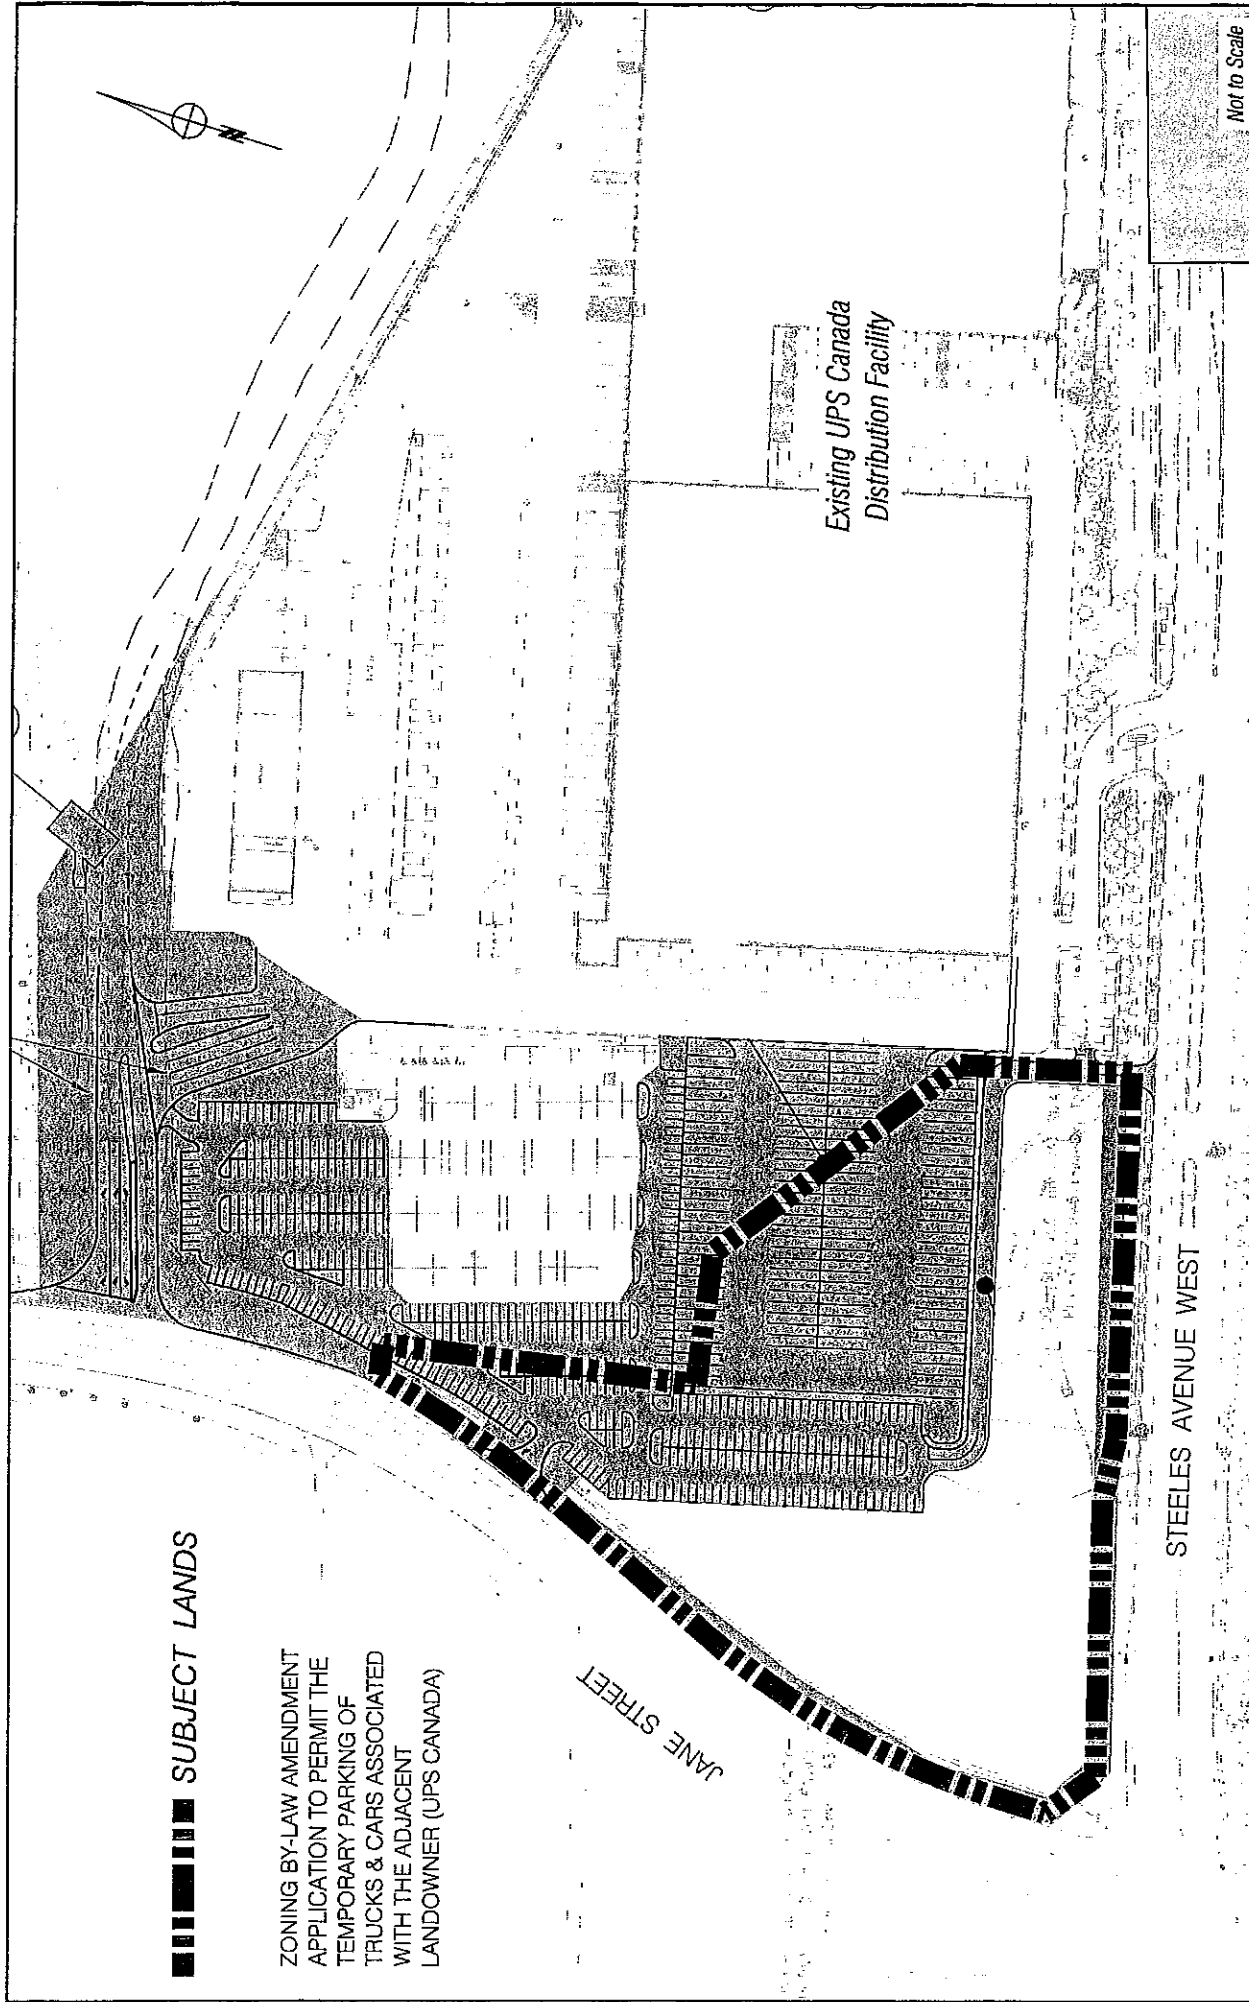 SUBJECT LANDS
ZONING BY-LAW AMENDMENT
APPLICATION TO PERMIT THE
TEMPORARY PARKING OF
TRUCKS & CARS ASSOCIATED
WITH THE ADJACENT
LANDOWNER (UPS CANADA)
JANE STREET
STEELES AVENUE WEST
Existing UPS Canada
Distribution Facility
N
Not to Scale